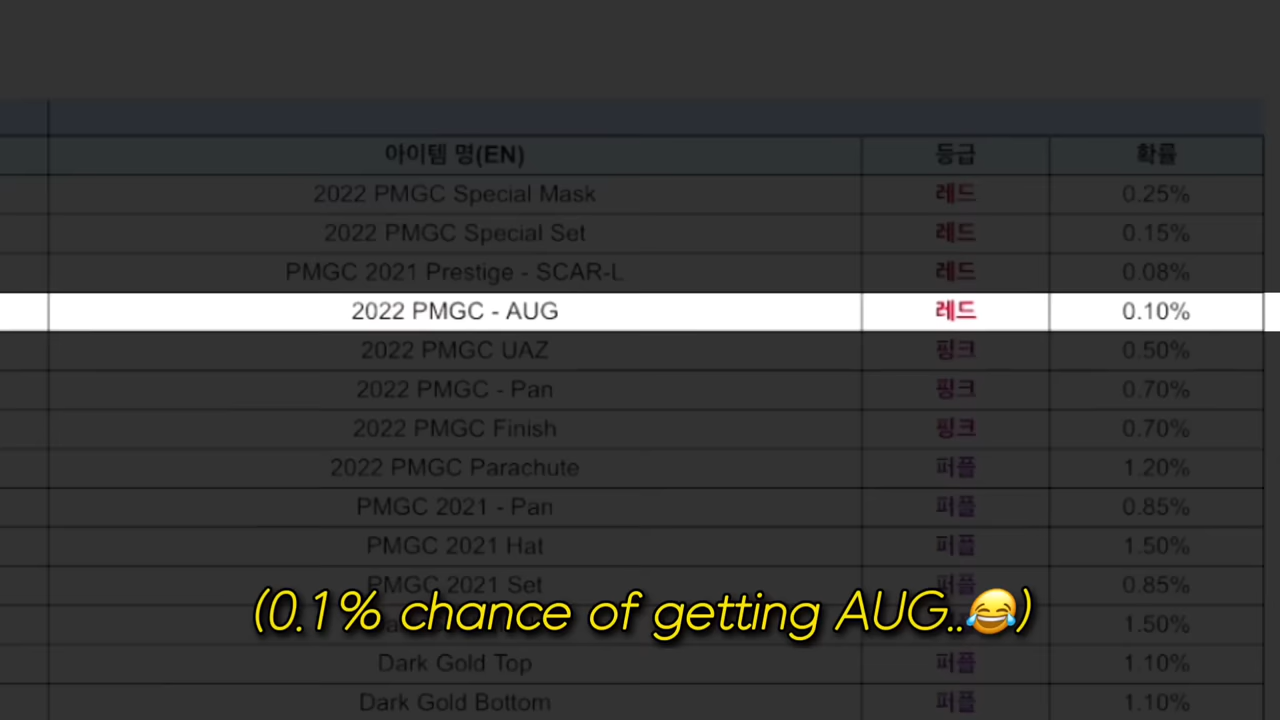 아이템 명(EN) 등급 확률
2022 PMGC Special Mask 레드 0.25%
2022 PMGC Special Set 레드 0.15%
PMGC 2021 Prestige - SCAR-L 레드 0.08%
2022 PMGC - AUG 레드 0.10%
2022 PMGC UAZ 핑크 0.50%
2022 PMGC - Pan 핑크 0.70%
2022 PMGC Finish 핑크 0.70%
2022 PMGC Parachute 퍼플 1.20%
PMGC 2021 - Pan 퍼플 0.85%
PMGC 2021 Hat 퍼플 1.50%
PMGC 2021 Set 퍼플 0.85%
(0.1% chance of getting AUG..😂)
1.50%
Dark Gold Top 퍼플 1.10%
Dark Gold Bottom 퍼플 1.10%